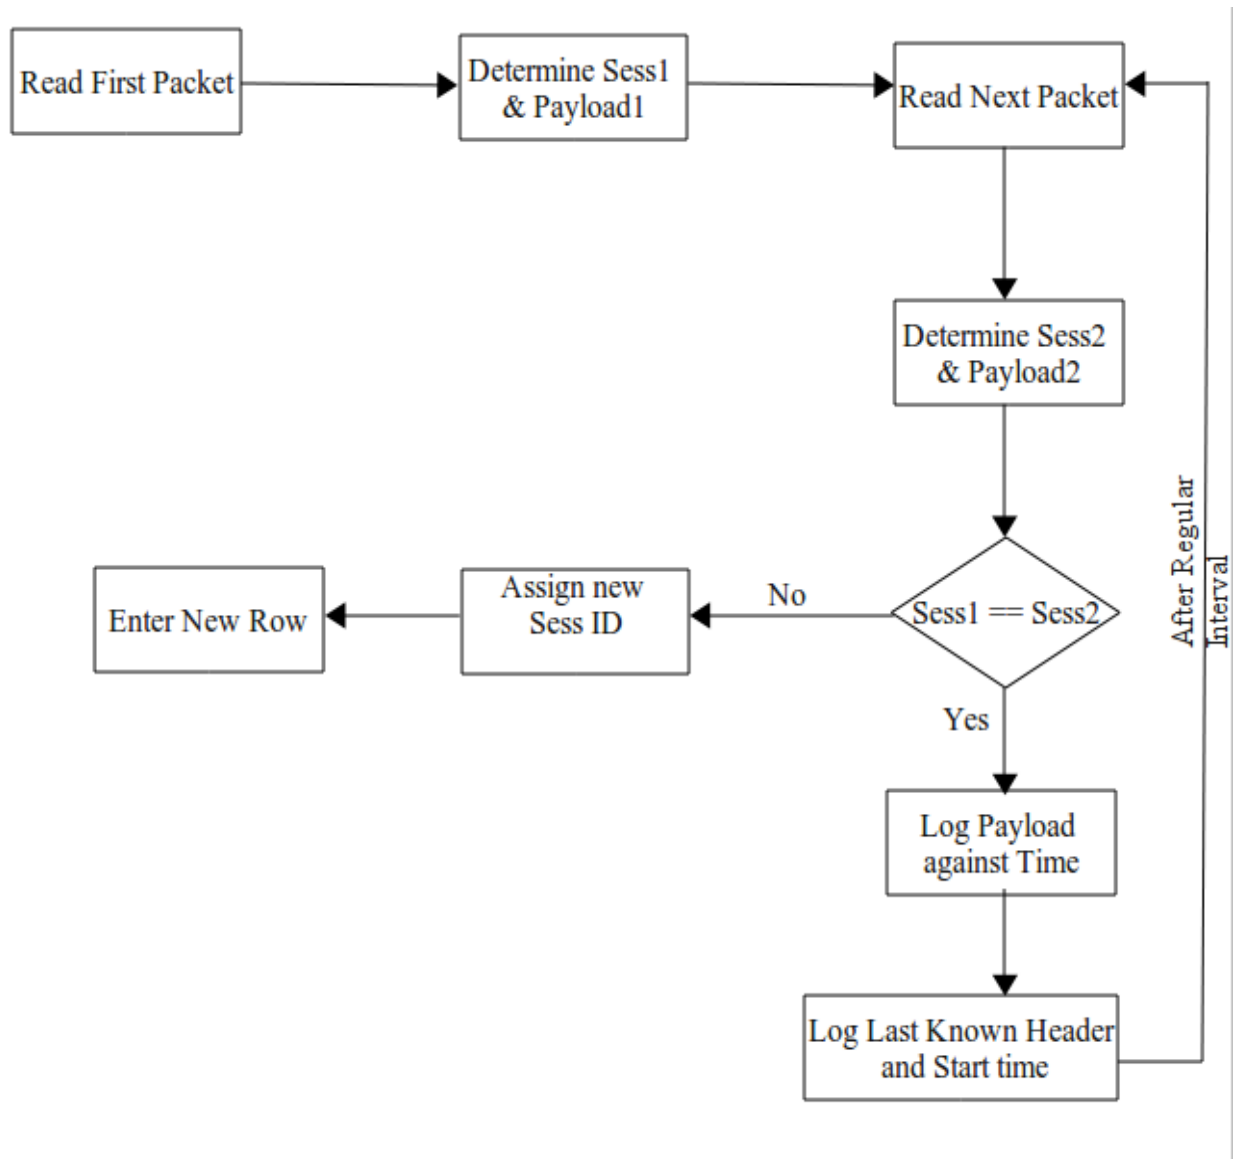 Read First Packet
Determine Sess1
& Payload1
Read Next Packet
Determine Sess2
& Payload2
Sess1 == Sess2
No
Assign new
Sess ID
Enter New Row
Yes
Log Payload
against Time
Log Last Known Header
and Start time
After Regular
Interval